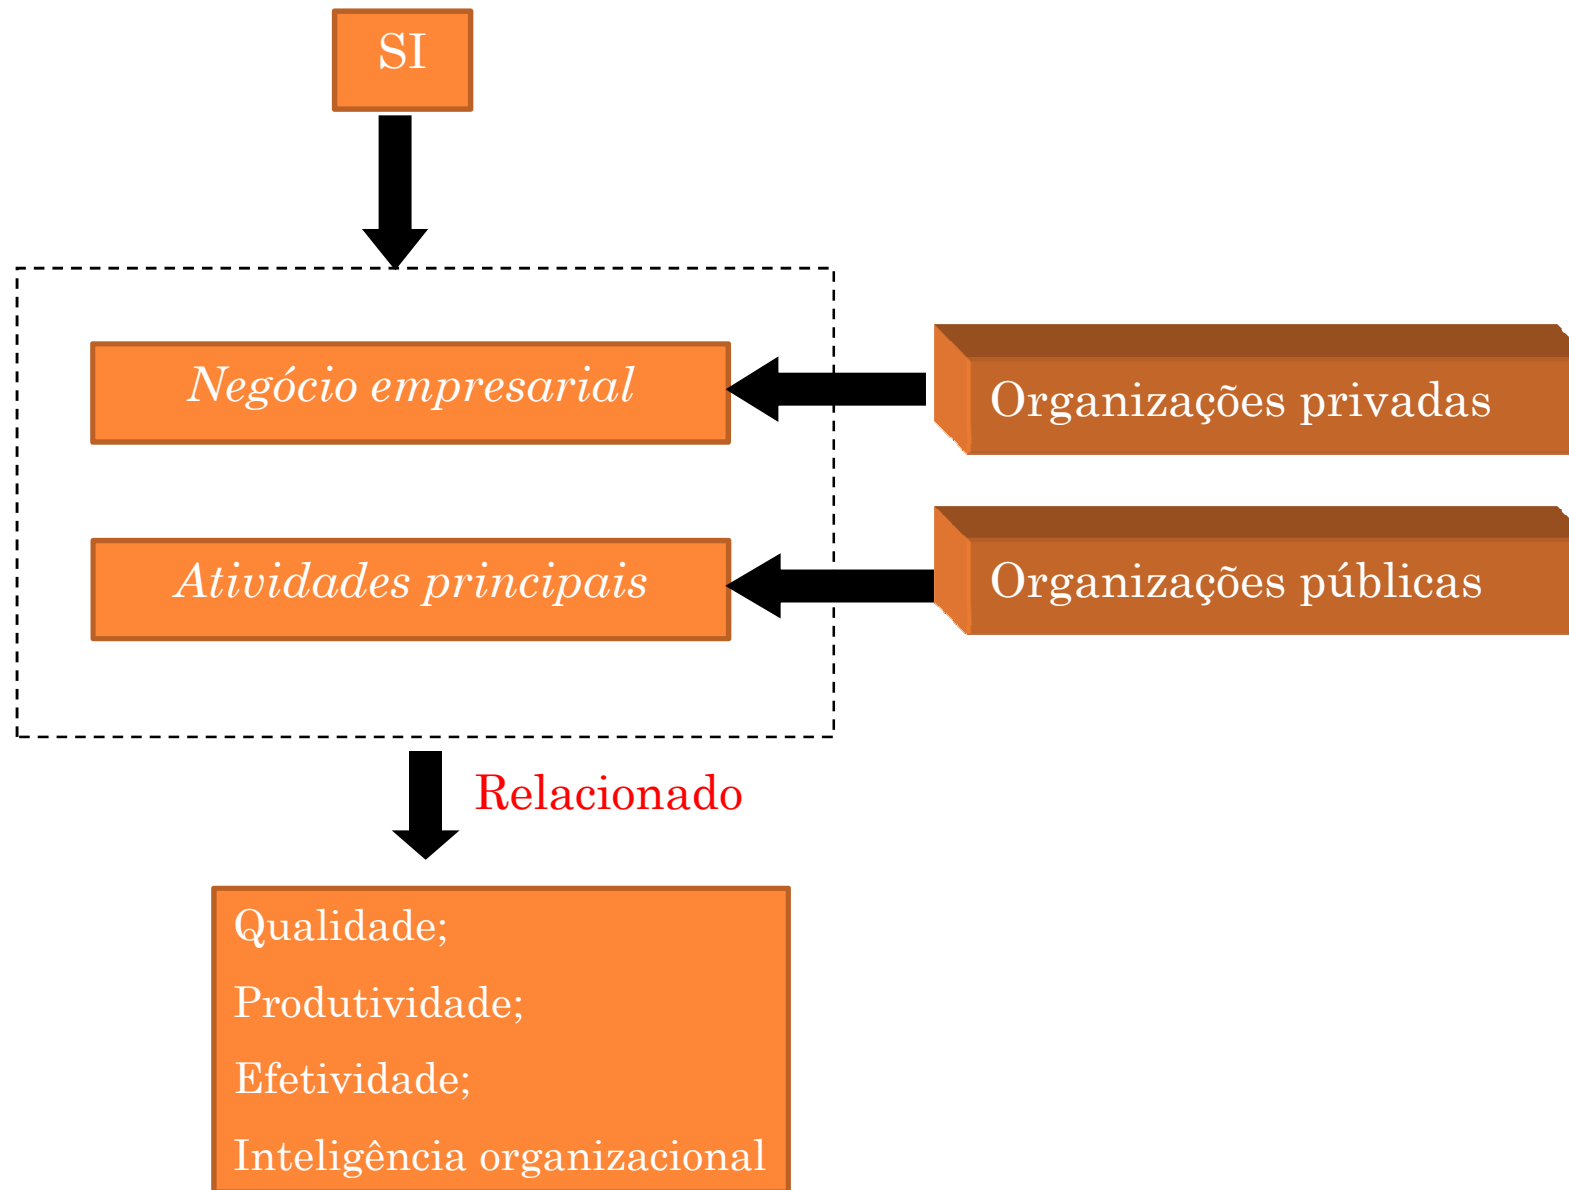 SI
Negócio empresarial
Organizações privadas
Atividades principais
Organizações públicas
Relacionado
Qualidade;
Produtividade;
Efetividade;
Inteligência organizacional